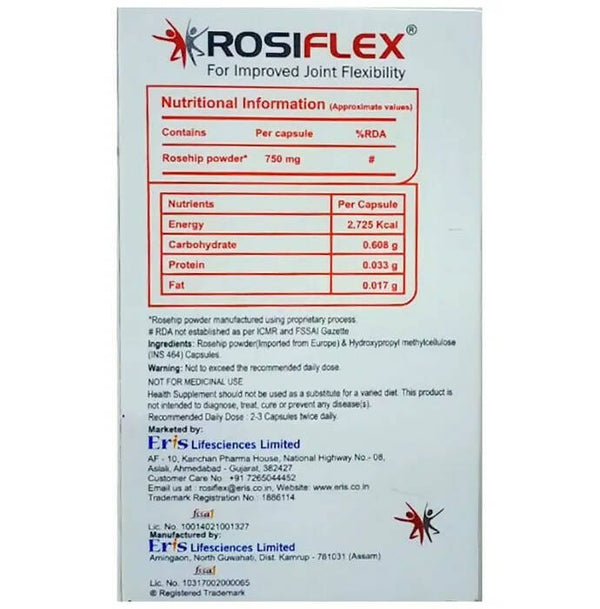 ROSIFLEX®
For Improved Joint Flexibility
Nutritional Information (Approximate values)
Contains Per capsule %RDA
Rosehip powder* 750 mg #
Nutrients Per Capsule
Energy 2.725 Kcal
Carbohydrate 0.608 g
Protein 0.033 g
Fat 0.017 g
*Rosehip powder manufactured using proprietary process.
# RDA not established as per ICMR and FSSAI Gazette
Ingredients: Rosehip powder(Imported from Europe) & Hydroxypropyl methylcellulose
(INS 464) Capsules.
Warning: Not to exceed the recommended daily dose.
NOT FOR MEDICINAL USE
Health Supplement should not be used as a substitute for a varied diet. This product is
not intended to diagnose, treat, cure or prevent any disease(s).
Recommended Daily Dose : 2-3 Capsules twice daily.
Marketed by:
Eris Lifesciences Limited
AF - 10, Kanchan Pharma House, National Highway No.- 08,
Aslali, Ahmedabad - Gujarat, 382427
Customer Care No : +91 7265044452
Email us at : rosiflex@eris.co.in, Website: www.eris.co.in
Trademark Registration No : 1886114
fssai
Lic. No. 10014021001327
Manufactured by:
Eris Lifesciences Limited
Amingaon, North Guwahati, Dist. Kamrup - 781031 (Assam)
fssai
Lic. No. 10317002000065
® Registered Trademark